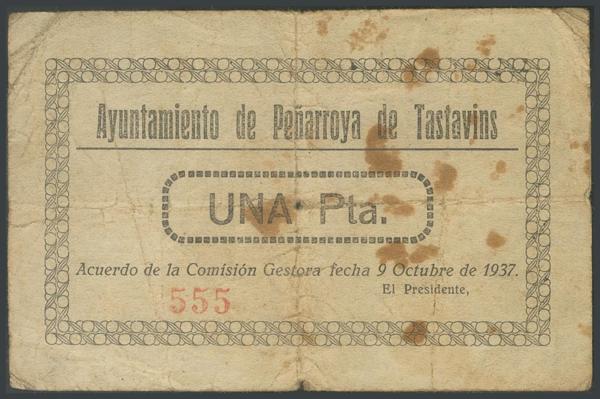 Ayuntamiento de Peñarroya de Tastavins
UNA Pta.
Acuerdo de la Comisión Gestora fecha 9 Octubre de 1937.
El Presidente,
555